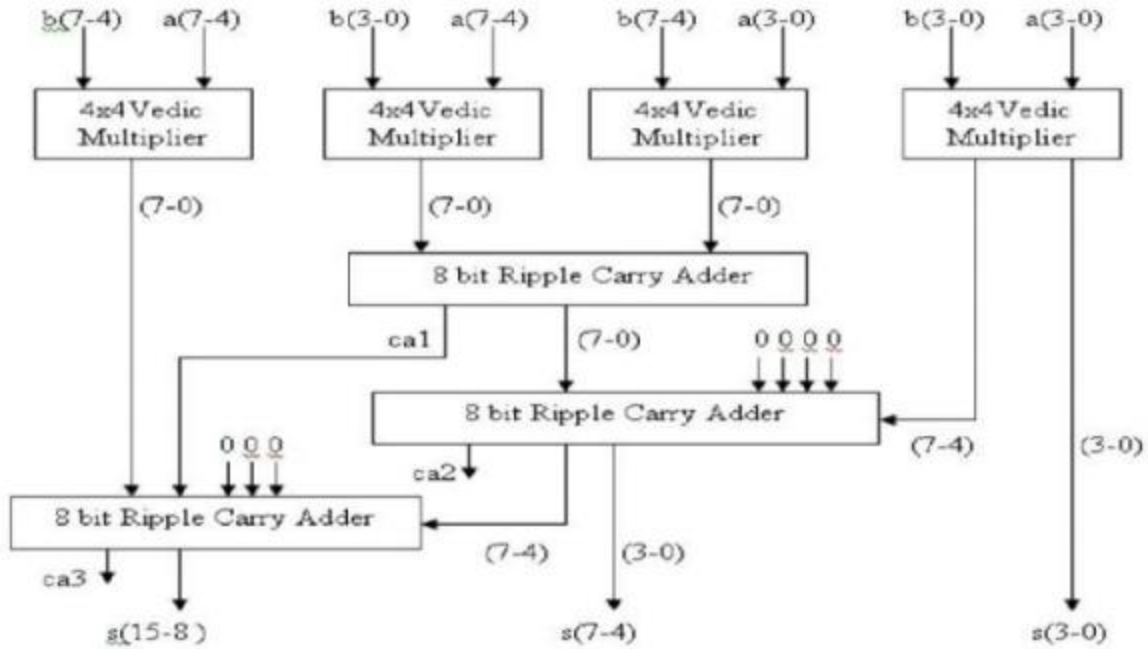 b(7-4) a(7-4) b(3-0) a(7-4) b(7-4) a(3-0) b(3-0) a(3-0)
4x4 Vedic
Multiplier
4x4 Vedic
Multiplier
4x4 Vedic
Multiplier
4x4 Vedic
Multiplier
(7-0) (7-0) (7-0)
8 bit Ripple Carry Adder
ca1 (7-0) 0 0 0 0
8 bit Ripple Carry Adder
(7-4) (3-0)
0 0 0
ca2
8 bit Ripple Carry Adder
(7-4) (3-0)
ca3
s(15-8) s(7-4) s(3-0)